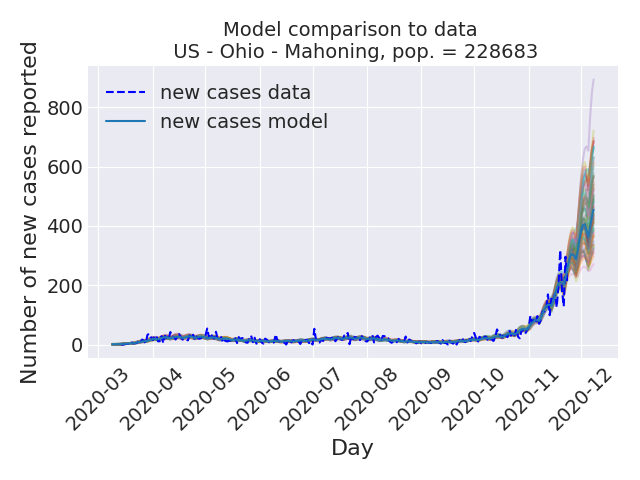 Model comparison to data
US - Ohio - Mahoning, pop. = 228683
Number of new cases reported
800
600
400
200
0
new cases data
new cases model
2020-03
2020-04
2020-05
2020-06
2020-07
2020-08
2020-09
2020-10
2020-11
2020-12
Day